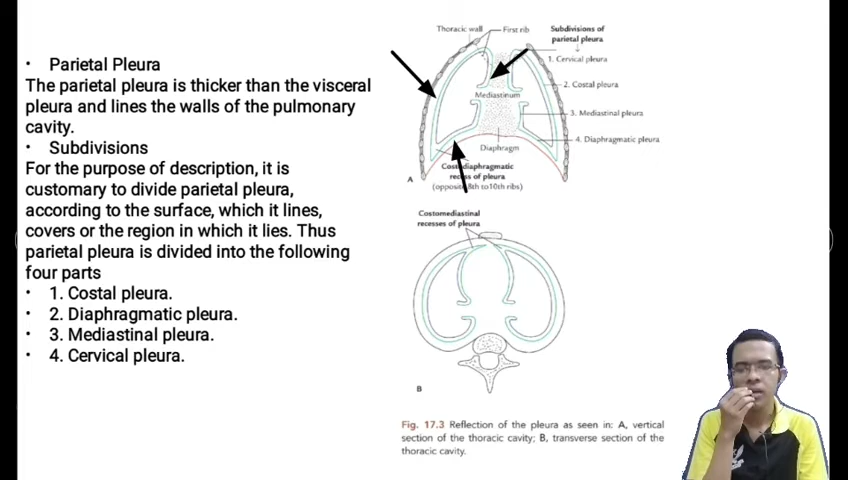 • Parietal Pleura
The parietal pleura is thicker than the visceral
pleura and lines the walls of the pulmonary
cavity.
• Subdivisions
For the purpose of description, it is
customary to divide parietal pleura,
according to the surface, which it lines,
covers or the region in which it lies. Thus
parietal pleura is divided into the following
four parts
• 1. Costal pleura.
• 2. Diaphragmatic pleura.
• 3. Mediastinal pleura.
• 4. Cervical pleura.
Thoracic wall
First rib
Subdivisions of
parietal pleura
1. Cervical pleura
2. Costal pleura
Mediastinum
3. Mediastinal pleura
4. Diaphragmatic pleura
Diaphragm
recess of pleura
(opposite 8th to 10th ribs)
A
Costomediastinal
recesses of pleura
B
Fig. 17.3 Reflection of the pleura as seen in: A, vertical
section of the thoracic cavity; B, transverse section of the
thoracic cavity.